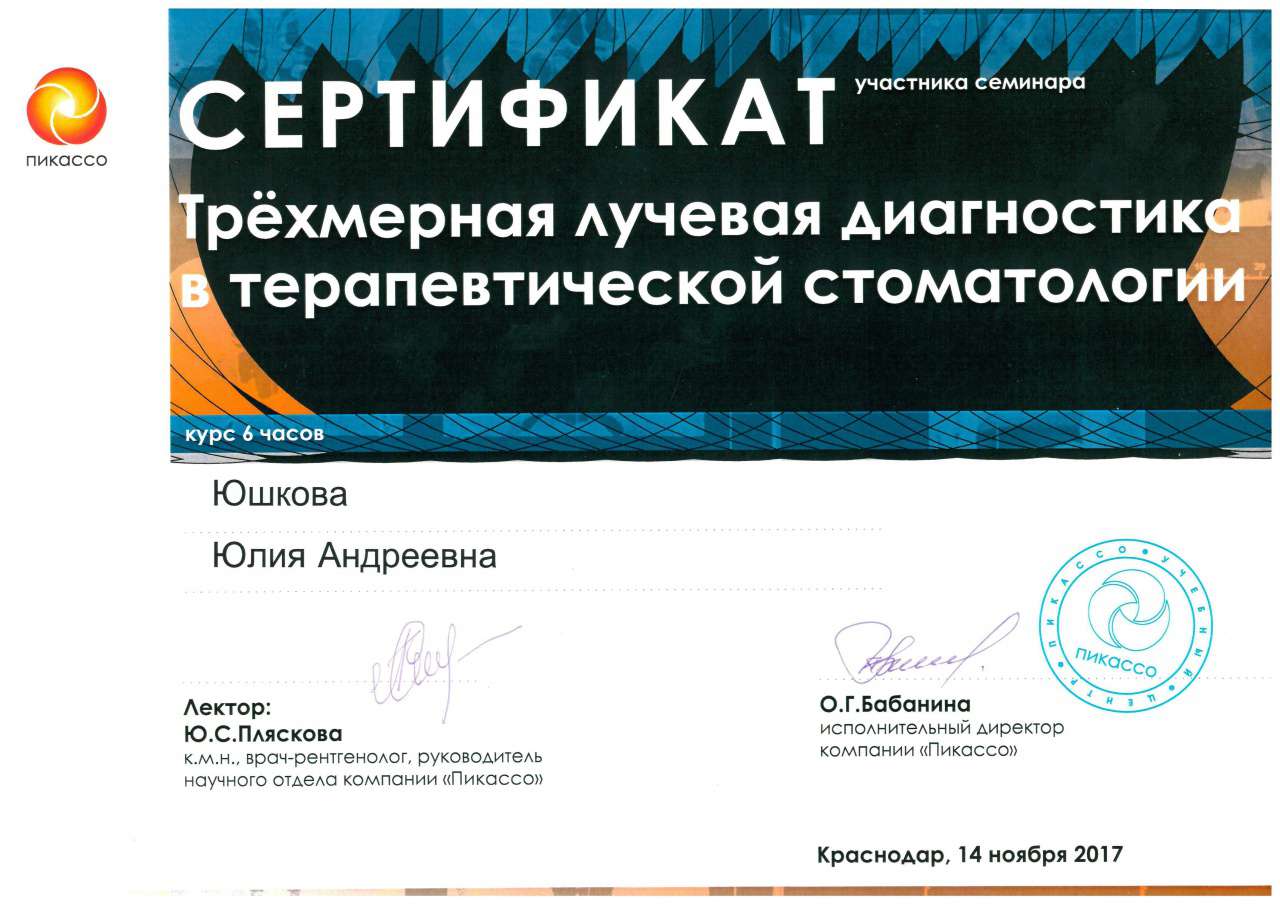 пикассо
СЕРТИФИКАТ участника семинара
Трёхмерная лучевая диагностика
в терапевтической стоматологии
курс 6 часов
Юшкова
Юлия Андреевна
ПИКАССО • УЧЕБНЫЙ • ЦЕНТР •
пикассо
Лектор:
Ю.С.Пляскова
к.м.н., врач-рентгенолог, руководитель
научного отдела компании «Пикассо»
О.Г.Бабанина
исполнительный директор
компании «Пикассо»
Краснодар, 14 ноября 2017